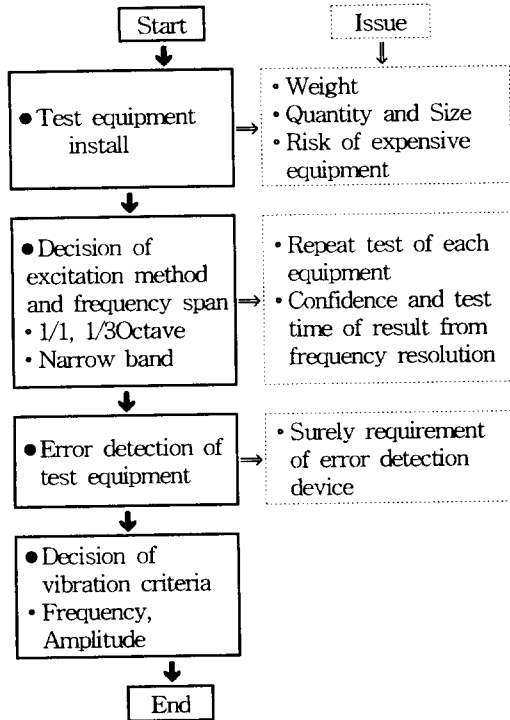 Start
Issue
● Test equipment
install
• Weight
• Quantity and Size
• Risk of expensive
equipment
● Decision of
excitation method
and frequency span
• 1/1, 1/3Octave
• Narrow band
• Repeat test of each
equipment
• Confidence and test
time of result from
frequency resolution
● Error detection of
test equipment
• Surely requirement
of error detection
device
● Decision of
vibration criteria
• Frequency,
Amplitude
End